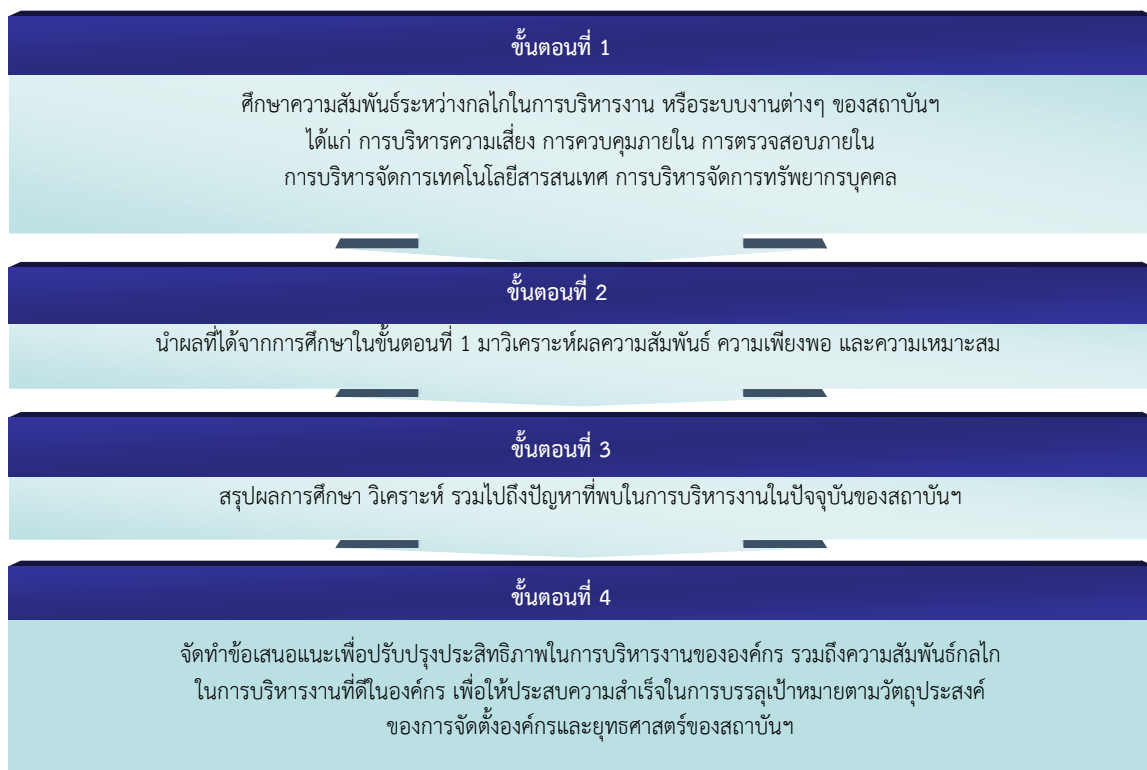 ขั้นตอนที่ 1
ศึกษาความสัมพันธ์ระหว่างกลไกในการบริหารงาน หรือระบบงานต่างๆ ของสถาบันฯ
ได้แก่ การบริหารความเสี่ยง การควบคุมภายใน การตรวจสอบภายใน
การบริหารจัดการเทคโนโลยีสารสนเทศ การบริหารจัดการทรัพยากรบุคคล
ขั้นตอนที่ 2
นำผลที่ได้จากการศึกษาในขั้นตอนที่ 1 มาวิเคราะห์ผลความสัมพันธ์ ความเพียงพอ และความเหมาะสม
ขั้นตอนที่ 3
สรุปผลการศึกษา วิเคราะห์ รวมไปถึงปัญหาที่พบในการบริหารงานในปัจจุบันของสถาบันฯ
ขั้นตอนที่ 4
จัดทำข้อเสนอแนะเพื่อปรับปรุงประสิทธิภาพในการบริหารงานขององค์กร รวมถึงความสัมพันธ์กลไก
ในการบริหารงานที่ดีในองค์กร เพื่อให้ประสบความสำเร็จในการบรรลุเป้าหมายตามวัตถุประสงค์
ของการจัดตั้งองค์กรและยุทธศาสตร์ของสถาบันฯ